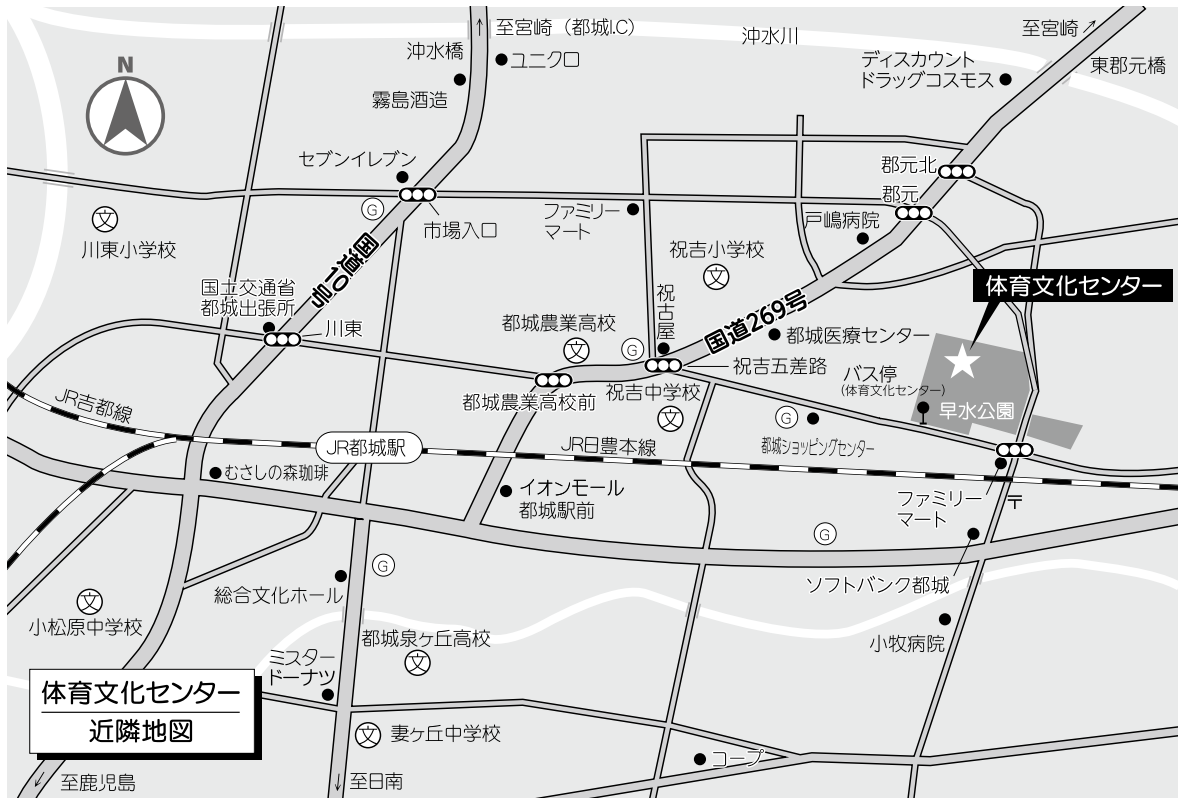 至宮崎（都城I.C）
沖水橋
ユニクロ
霧島酒造
沖水川
ディスカウント
ドラッグコスモス
至宮崎
東郡元橋
N
セブンイレブン
郡元北
郡元
戸嶋病院
文
川東小学校
G
市場入口
ファミリー
マート
祝吉小学校
文
国道10号
国土交通省
都城出張所
川東
都城農業高校
文
祝古屋
G
国道269号
都城医療センター
体育文化センター
バス停
(体育文化センター)
早水公園
祝吉五差路
都城農業高校前
祝吉中学校
文
G
都城ショッピングセンター
JR吉都線
JR都城駅
JR日豊本線
むさしの森珈琲
イオンモール
都城駅前
ファミリー
マート
〒
G
G
総合文化ホール
ソフトバンク都城
小牧病院
文
小松原中学校
都城泉ヶ丘高校
文
ミスター
ドーナツ
文
妻ヶ丘中学校
コープ
体育文化センター
近隣地図
至鹿児島
至日南